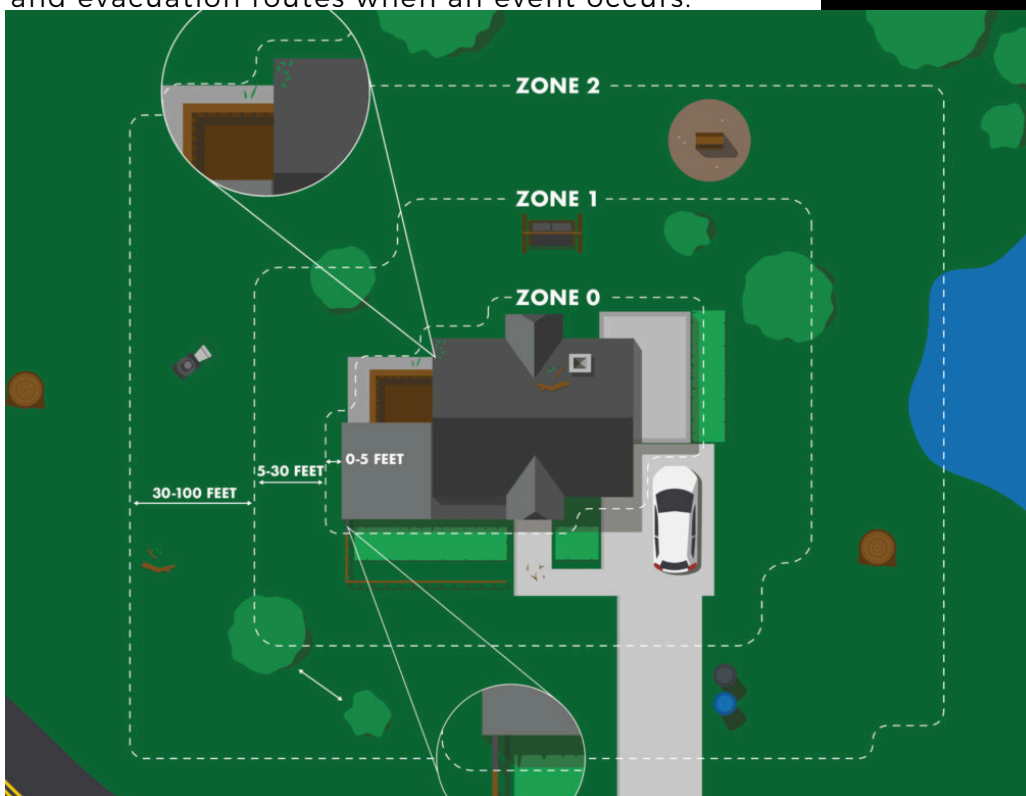 and evacuation routes when an event occurs.
ZONE 2
ZONE 1
ZONE 0
0-5 FEET
5-30 FEET
30-100 FEET